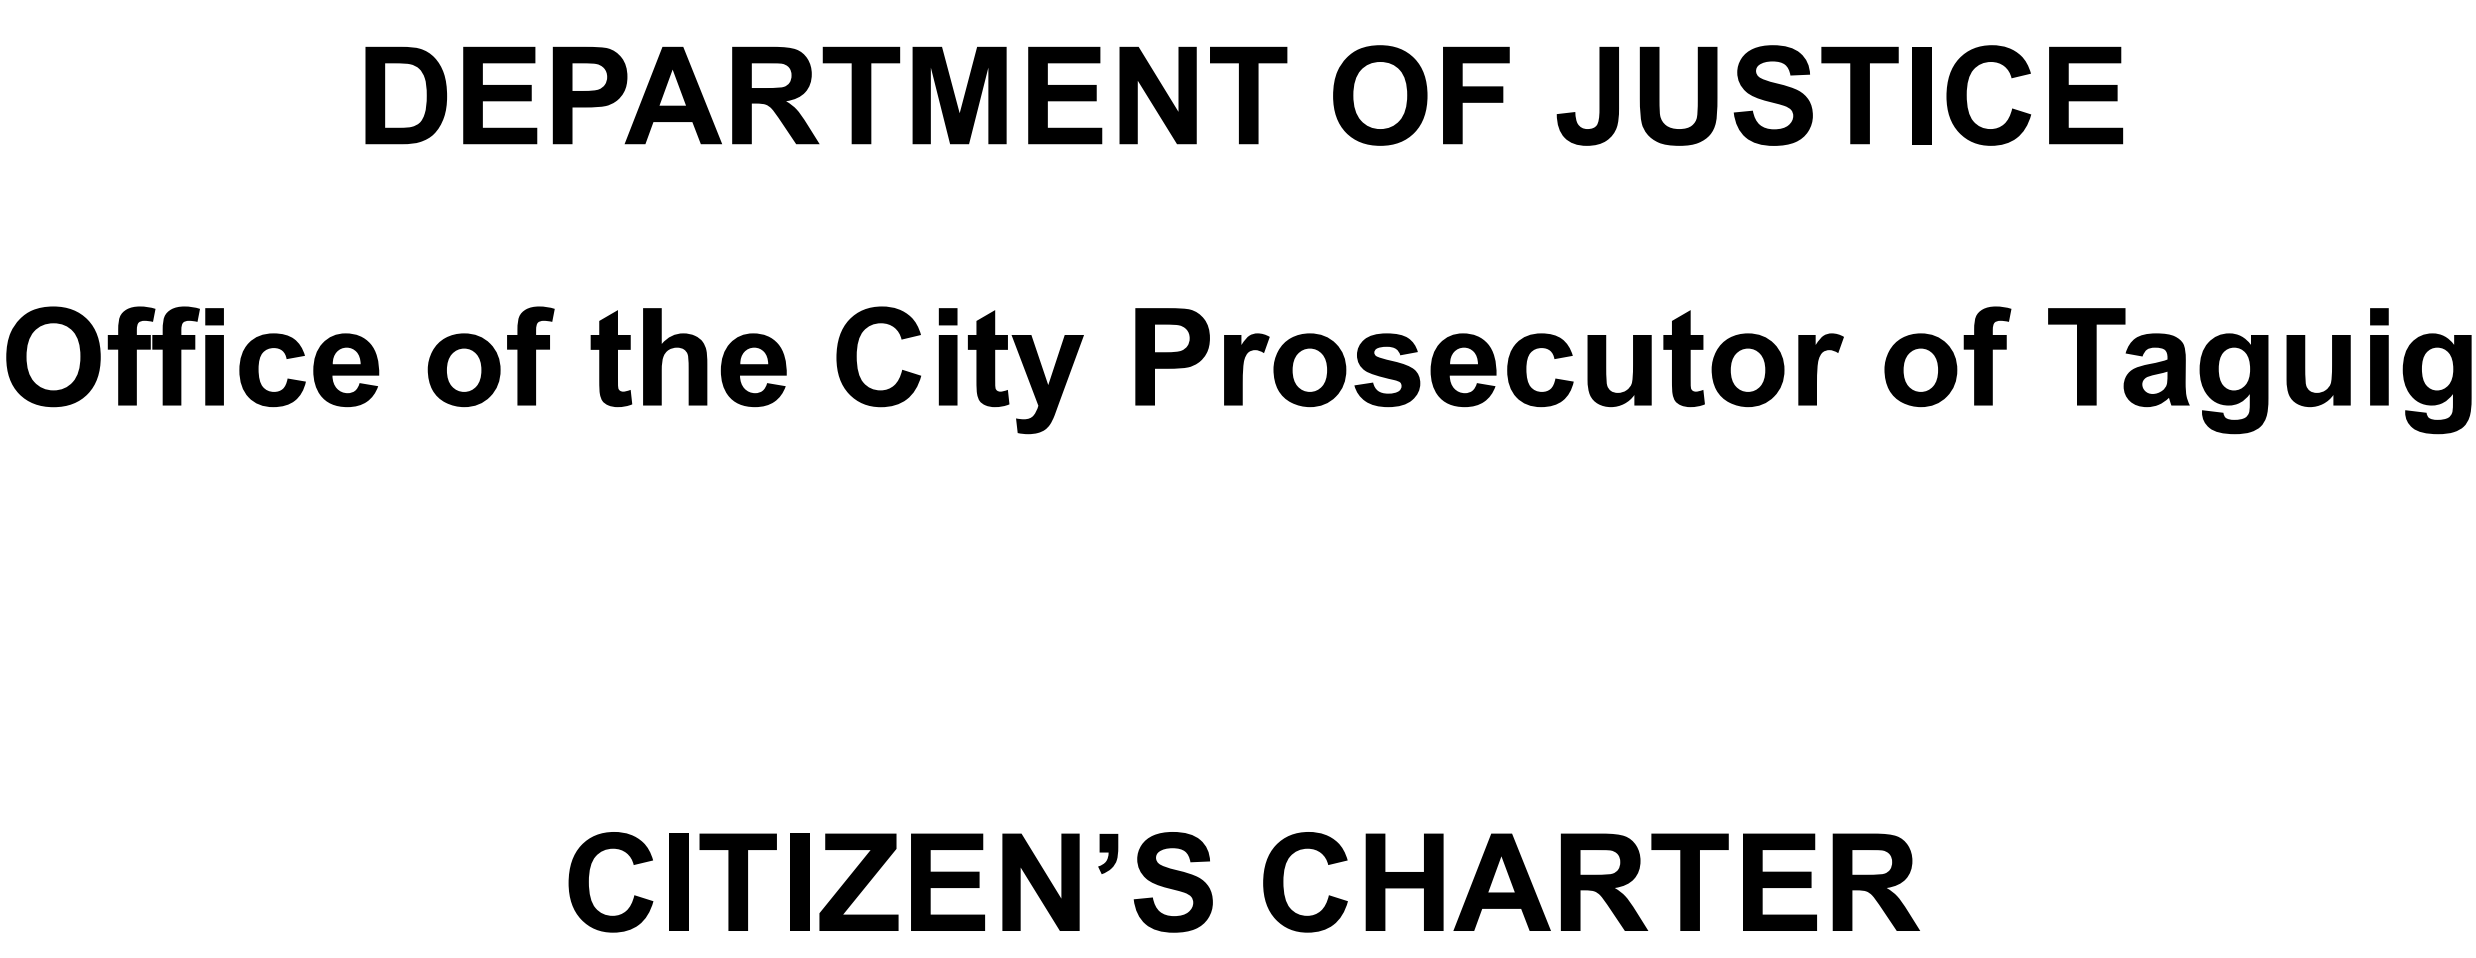 DEPARTMENT OF JUSTICE
Office of the City Prosecutor of Taguig
CITIZEN’S CHARTER